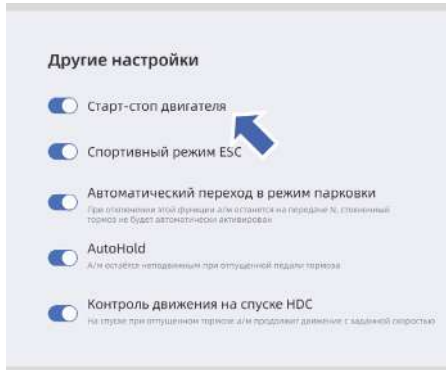 Другие настройки
Старт-стоп двигателя
Спортивный режим ESC
Автоматический переход в режим парковки
При отключении этой функции а/м останется на передаче N, стояночный
тормоз не будет автоматически активирован
AutoHold
А/м остаётся неподвижным при отпущенной педали тормоза
Контроль движения на спуске HDC
На спуске при отпущенном тормозе а/м продолжит движение с заданной скоростью